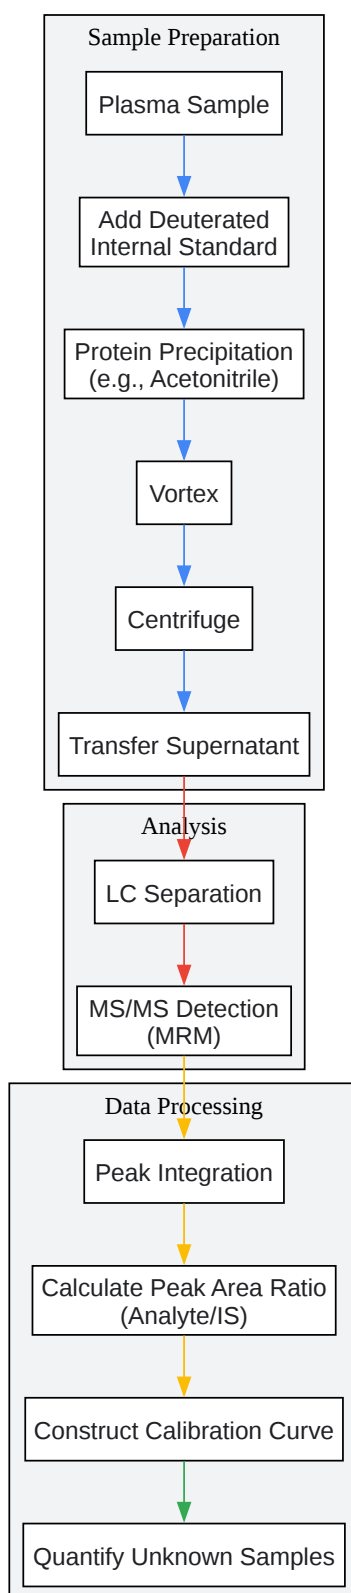 Sample Preparation
Plasma Sample
Add Deuterated
Internal Standard
Protein Precipitation
(e.g., Acetonitrile)
Vortex
Centrifuge
Transfer Supernatant
Analysis
LC Separation
MS/MS Detection
(MRM)
Data Processing
Peak Integration
Calculate Peak Area Ratio
(Analyte/IS)
Construct Calibration Curve
Quantify Unknown Samples